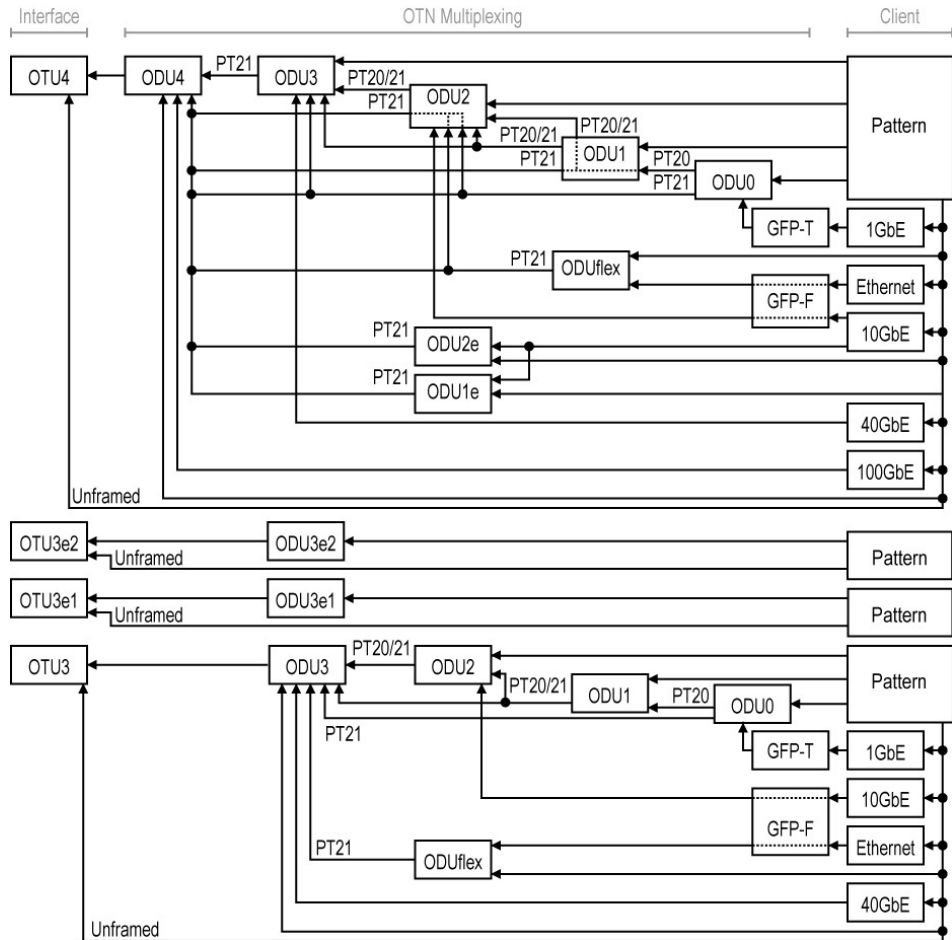 Interface OTN Multiplexing Client
OTU4 ODU4 PT21 ODU3 PT20/21 Pattern
PT21 ODU2
PT20/21 PT20/21
PT21 ODU1 PT20
PT21 ODU0
GFP-T 1GbE
PT21 ODUflex Ethernet
GFP-F
PT21 ODU2e 10GbE
PT21 ODU1e
40GbE
100GbE
Unframed
OTU3e2 ODU3e2 Pattern
Unframed
OTU3e1 ODU3e1 Pattern
Unframed
OTU3 ODU3 PT20/21 ODU2 Pattern
PT20/21 ODU1 PT20 ODU0
PT21
GFP-T 1GbE
10GbE
GFP-F
PT21 ODUflex Ethernet
40GbE
Unframed